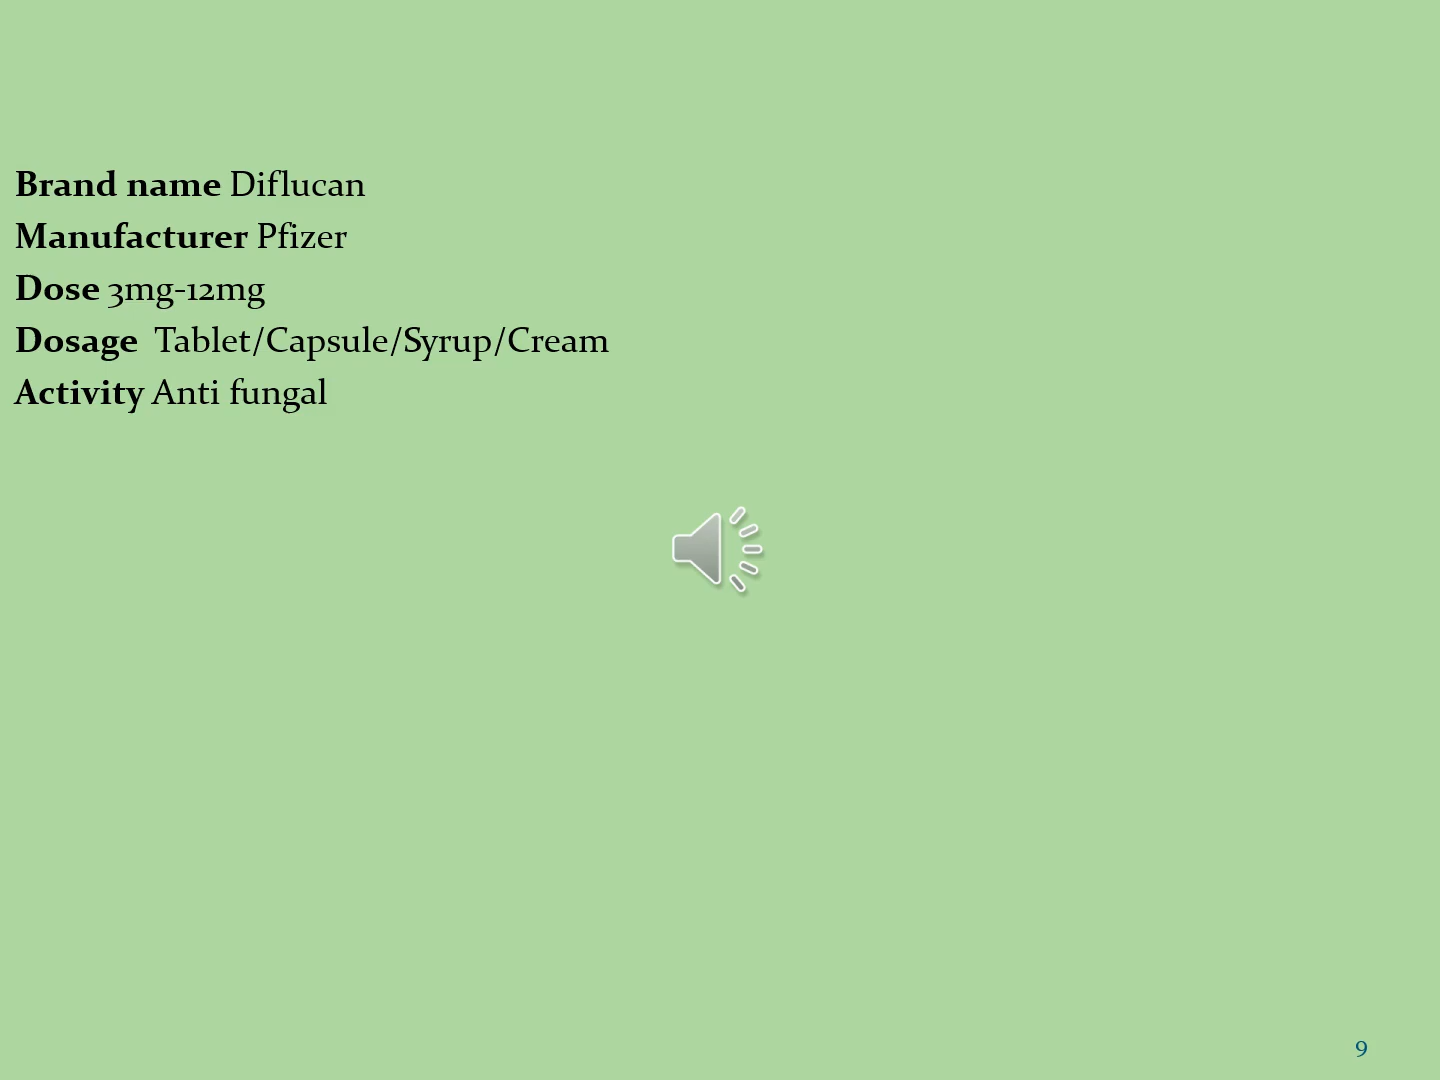 Brand name Diflucan
Manufacturer Pfizer
Dose 3mg-12mg
Dosage  Tablet/Capsule/Syrup/Cream
Activity Anti fungal
9